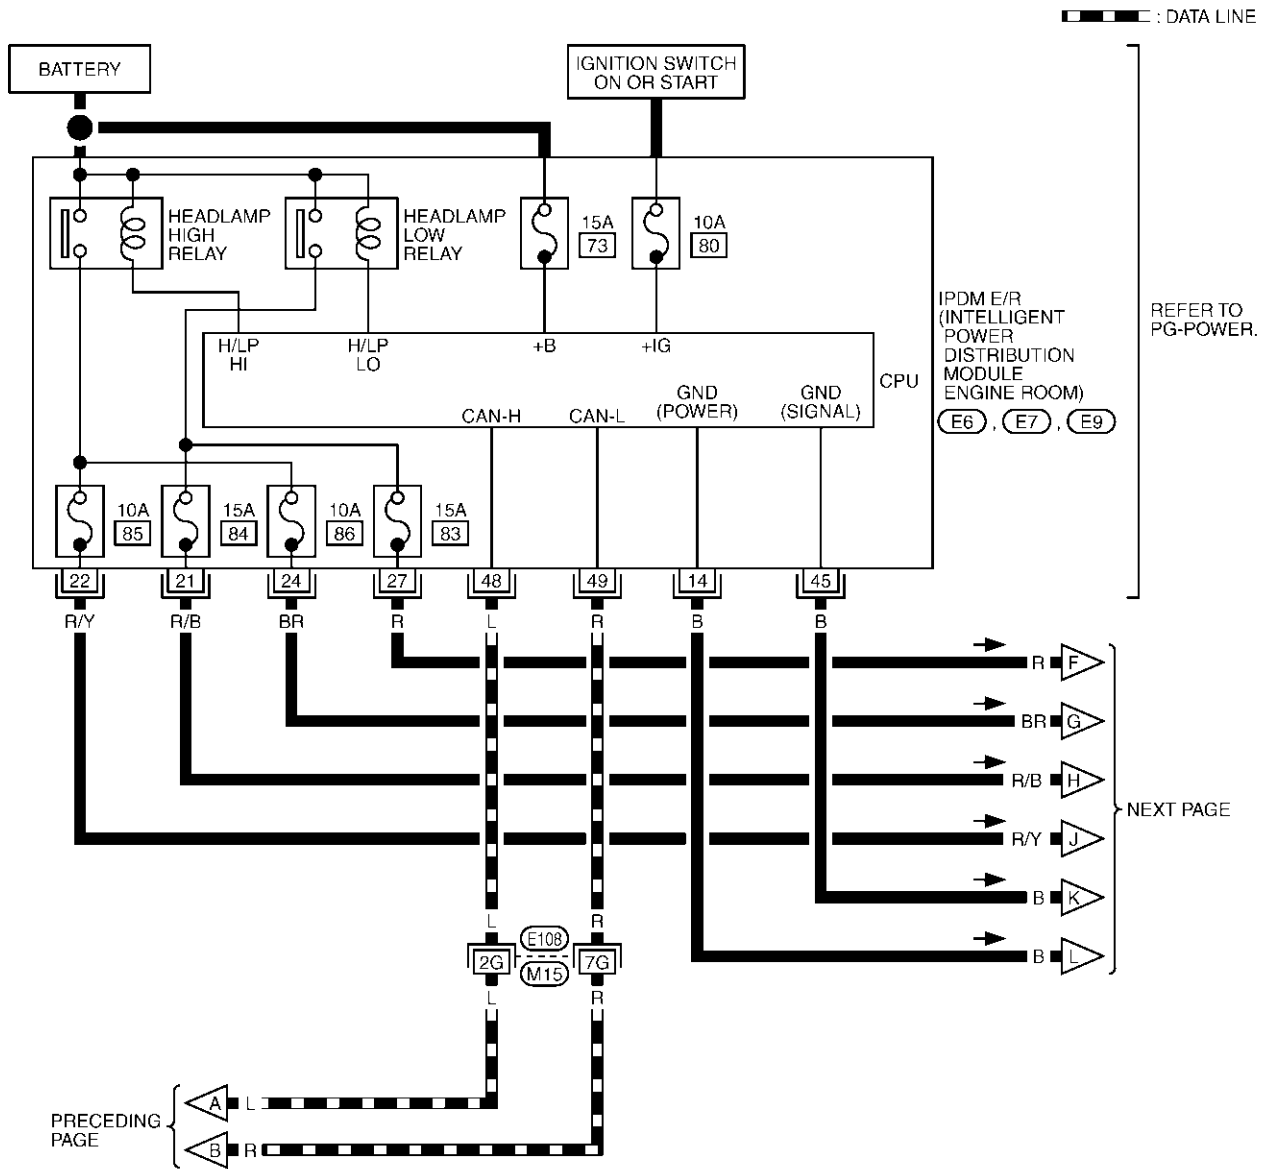 : DATA LINE
BATTERY
IGNITION SWITCH
ON OR START
HEADLAMP
HIGH
RELAY
HEADLAMP
LOW
RELAY
15A
73
10A
80
IPDM E/R
(INTELLIGENT
POWER
DISTRIBUTION
MODULE
ENGINE ROOM)
E6 , E7 , E9
REFER TO
PG-POWER.
H/LP
HI
H/LP
LO
+B
+IG
CPU
CAN-H
CAN-L
GND
(POWER)
GND
(SIGNAL)
10A
85
15A
84
10A
86
15A
83
22
21
24
27
48
49
14
45
R/Y
R/B
BR
R
L
R
B
B
R F
BR G
R/B H
R/Y J
B K
B L
NEXT PAGE
L
R
2G
E108
M15
7G
L
R
PRECEDING
PAGE
A L
B R